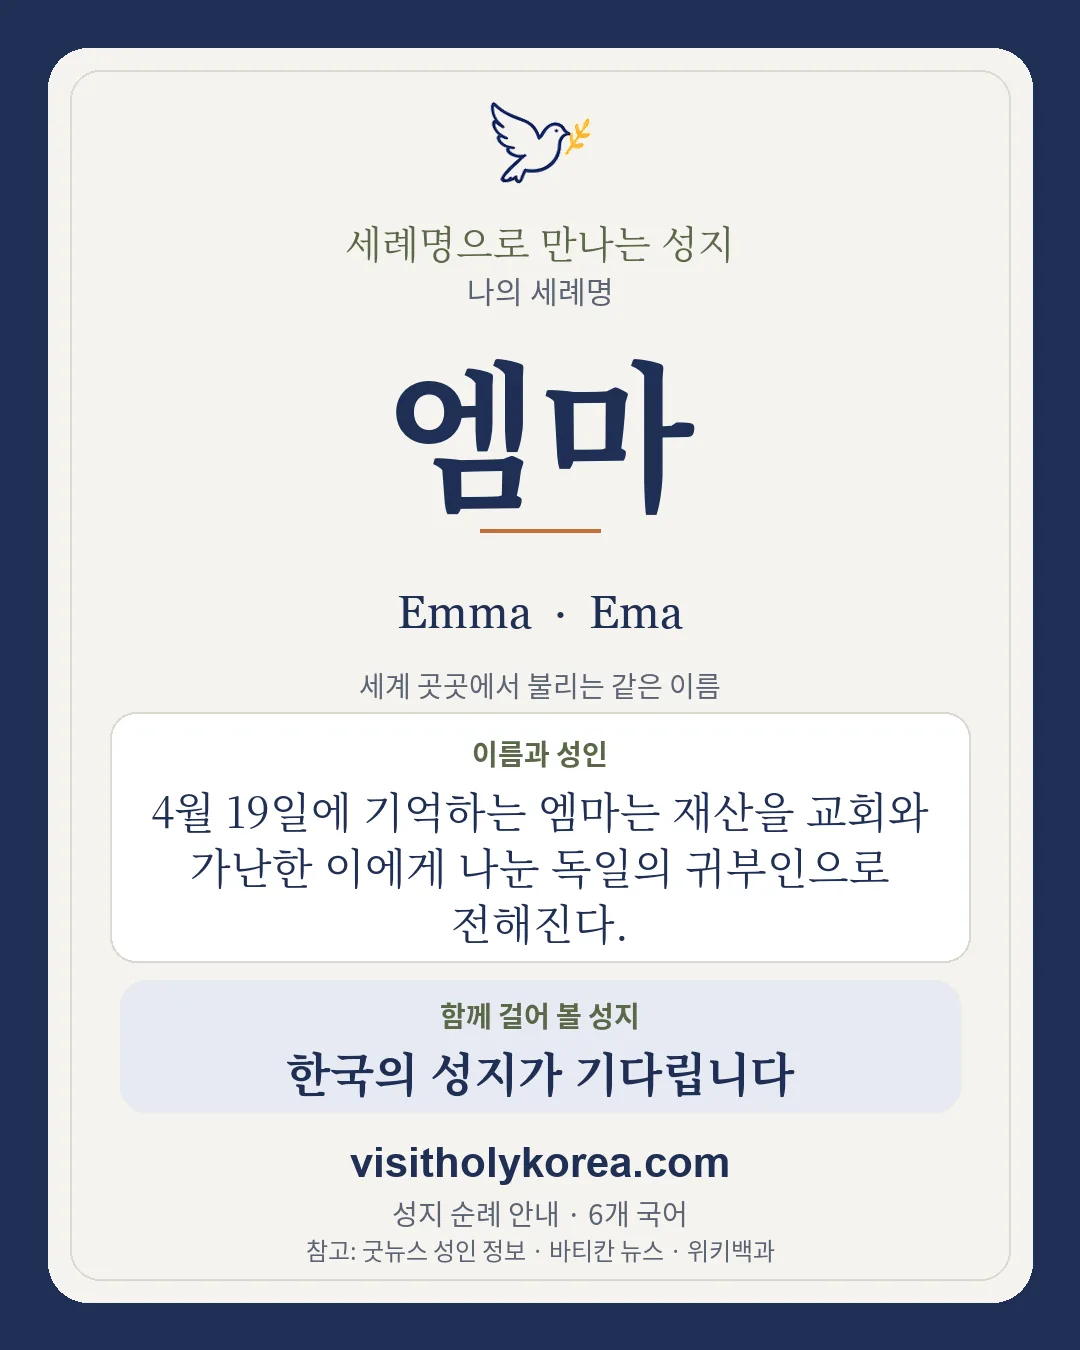 세례명으로 만나는 성지
나의 세례명
엠마
Emma · Ema
세계 곳곳에서 불리는 같은 이름
이름과 성인
4월 19일에 기억하는 엠마는 재산을 교회와
가난한 이에게 나눈 독일의 귀부인으로
전해진다.
함께 걸어 볼 성지
한국의 성지가 기다립니다
visitholykorea.com
성지 순례 안내 · 6개 국어
참고: 굿뉴스 성인 정보 · 바티칸 뉴스 · 위키백과